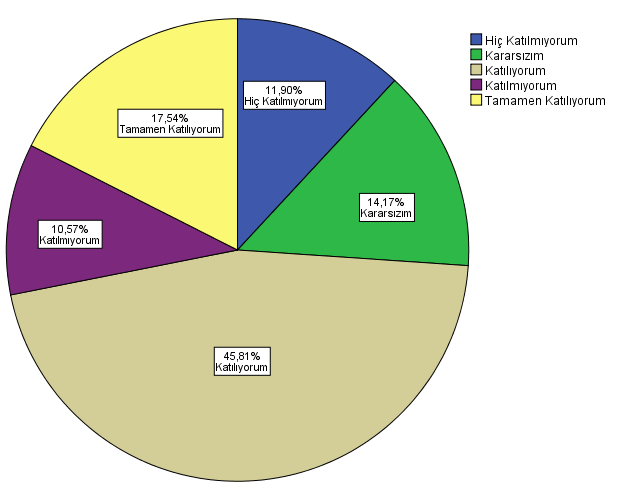 Hiç Katılmıyorum
Kararsızım
Katılıyorum
Katılmıyorum
Tamamen Katılıyorum
11,90%
Hiç Katılmıyorum
17,54%
Tamamen Katılıyorum
14,17%
Kararsızım
10,57%
Katılmıyorum
45,81%
Katılıyorum